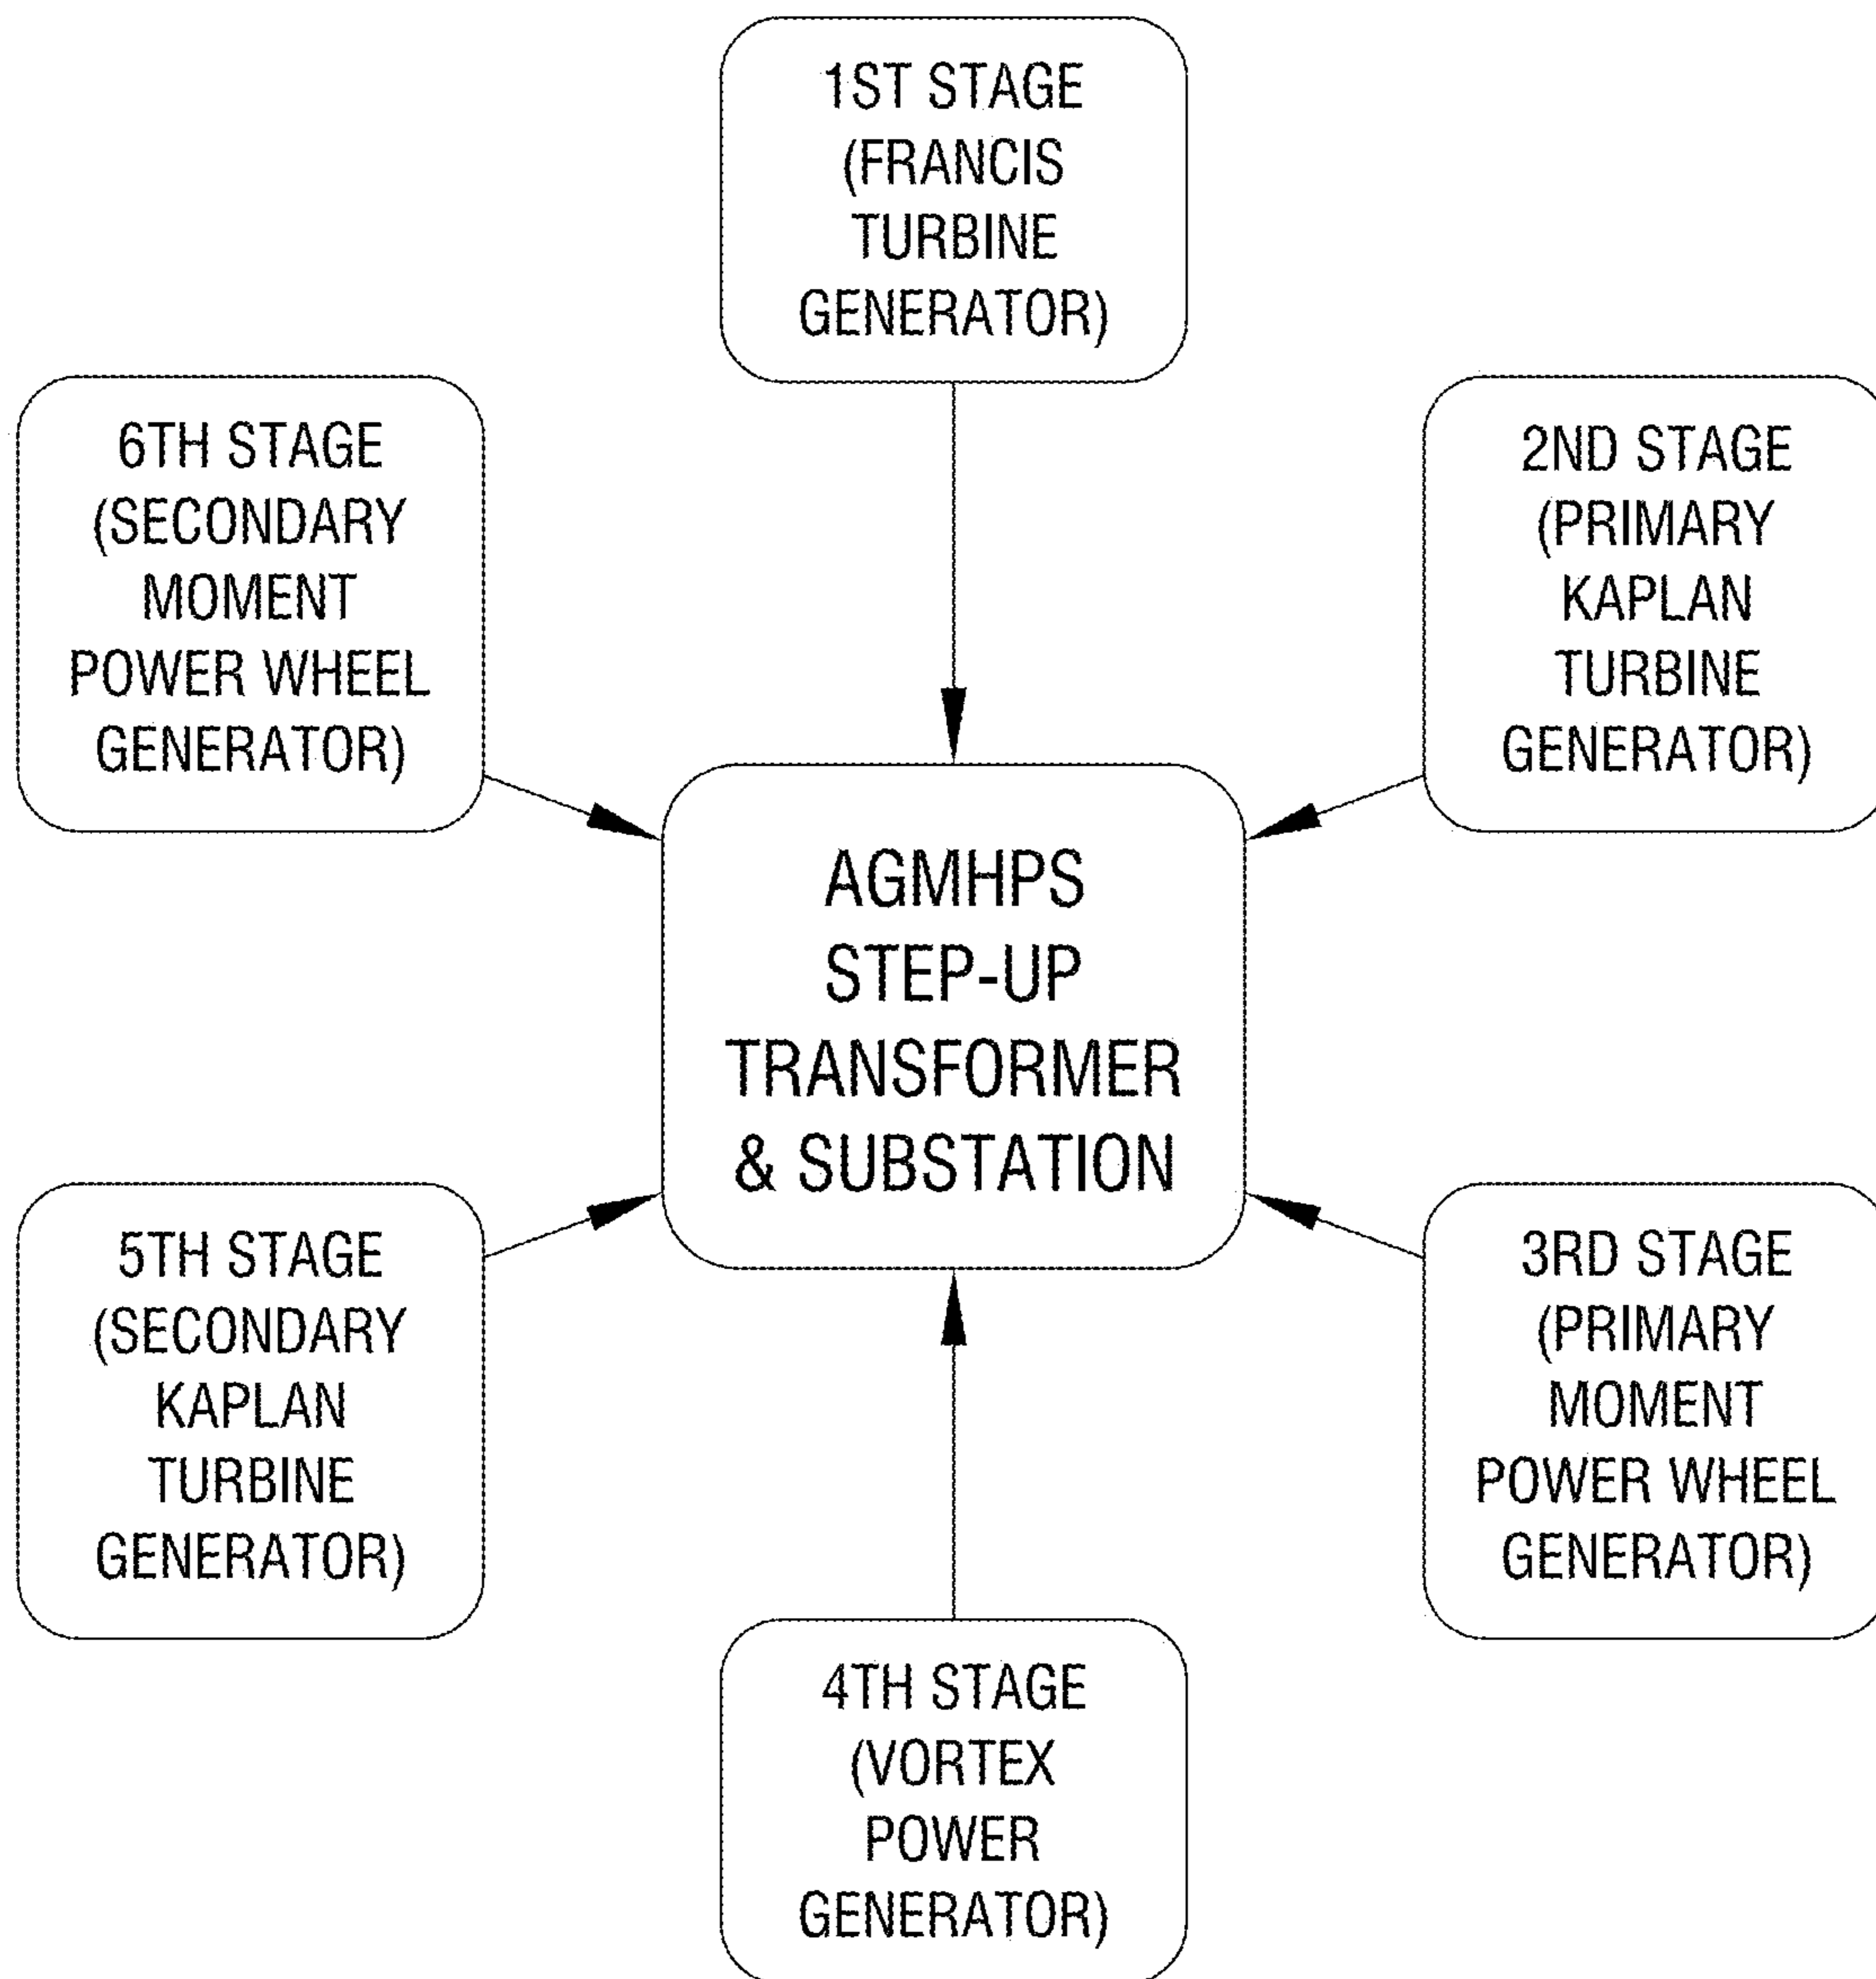 1ST STAGE
(FRANCIS
TURBINE
GENERATOR)
6TH STAGE
(SECONDARY
MOMENT
POWER WHEEL
GENERATOR)
2ND STAGE
(PRIMARY
KAPLAN
TURBINE
GENERATOR)
AGMHPS
STEP-UP
TRANSFORMER
& SUBSTATION
5TH STAGE
(SECONDARY
KAPLAN
TURBINE
GENERATOR)
3RD STAGE
(PRIMARY
MOMENT
POWER WHEEL
GENERATOR)
4TH STAGE
(VORTEX
POWER
GENERATOR)